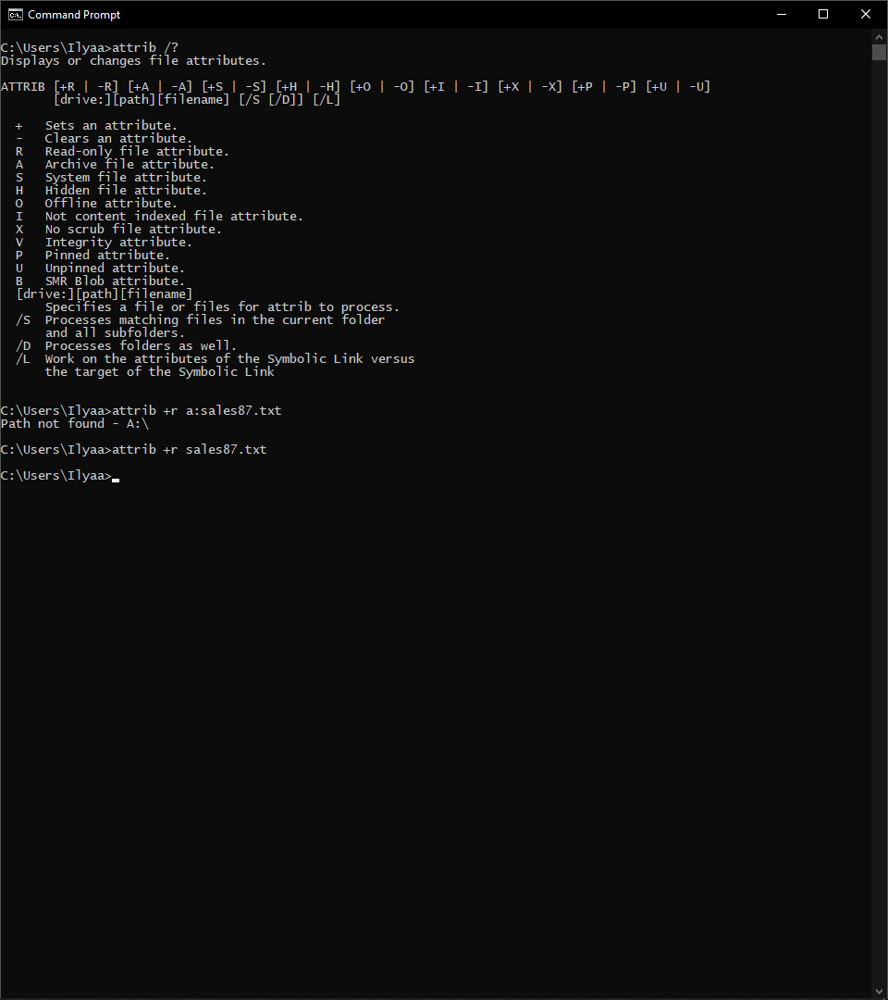 Command Prompt
C:\Users\Ilyaa>attrib /?
Displays or changes file attributes.
ATTRIB [+R | -R] [+A | -A] [+S | -S] [+H | -H] [+O | -O] [+I | -I] [+X | -X] [+P | -P] [+U | -U]
       [drive:][path][filename] [/S [/D]] [/L]
  +   Sets an attribute.
  -   Clears an attribute.
  R   Read-only file attribute.
  A   Archive file attribute.
  S   System file attribute.
  H   Hidden file attribute.
  O   Offline attribute.
  I   Not content indexed file attribute.
  X   No scrub file attribute.
  V   Integrity attribute.
  P   Pinned attribute.
  U   Unpinned attribute.
  B   SMR Blob attribute.
  [drive:][path][filename]
      Specifies a file or files for attrib to process.
  /S  Processes matching files in the current folder
      and all subfolders.
  /D  Processes folders as well.
  /L  Work on the attributes of the Symbolic Link versus
      the target of the Symbolic Link
C:\Users\Ilyaa>attrib +r a:sales87.txt
Path not found - A:\
C:\Users\Ilyaa>attrib +r sales87.txt
C:\Users\Ilyaa>